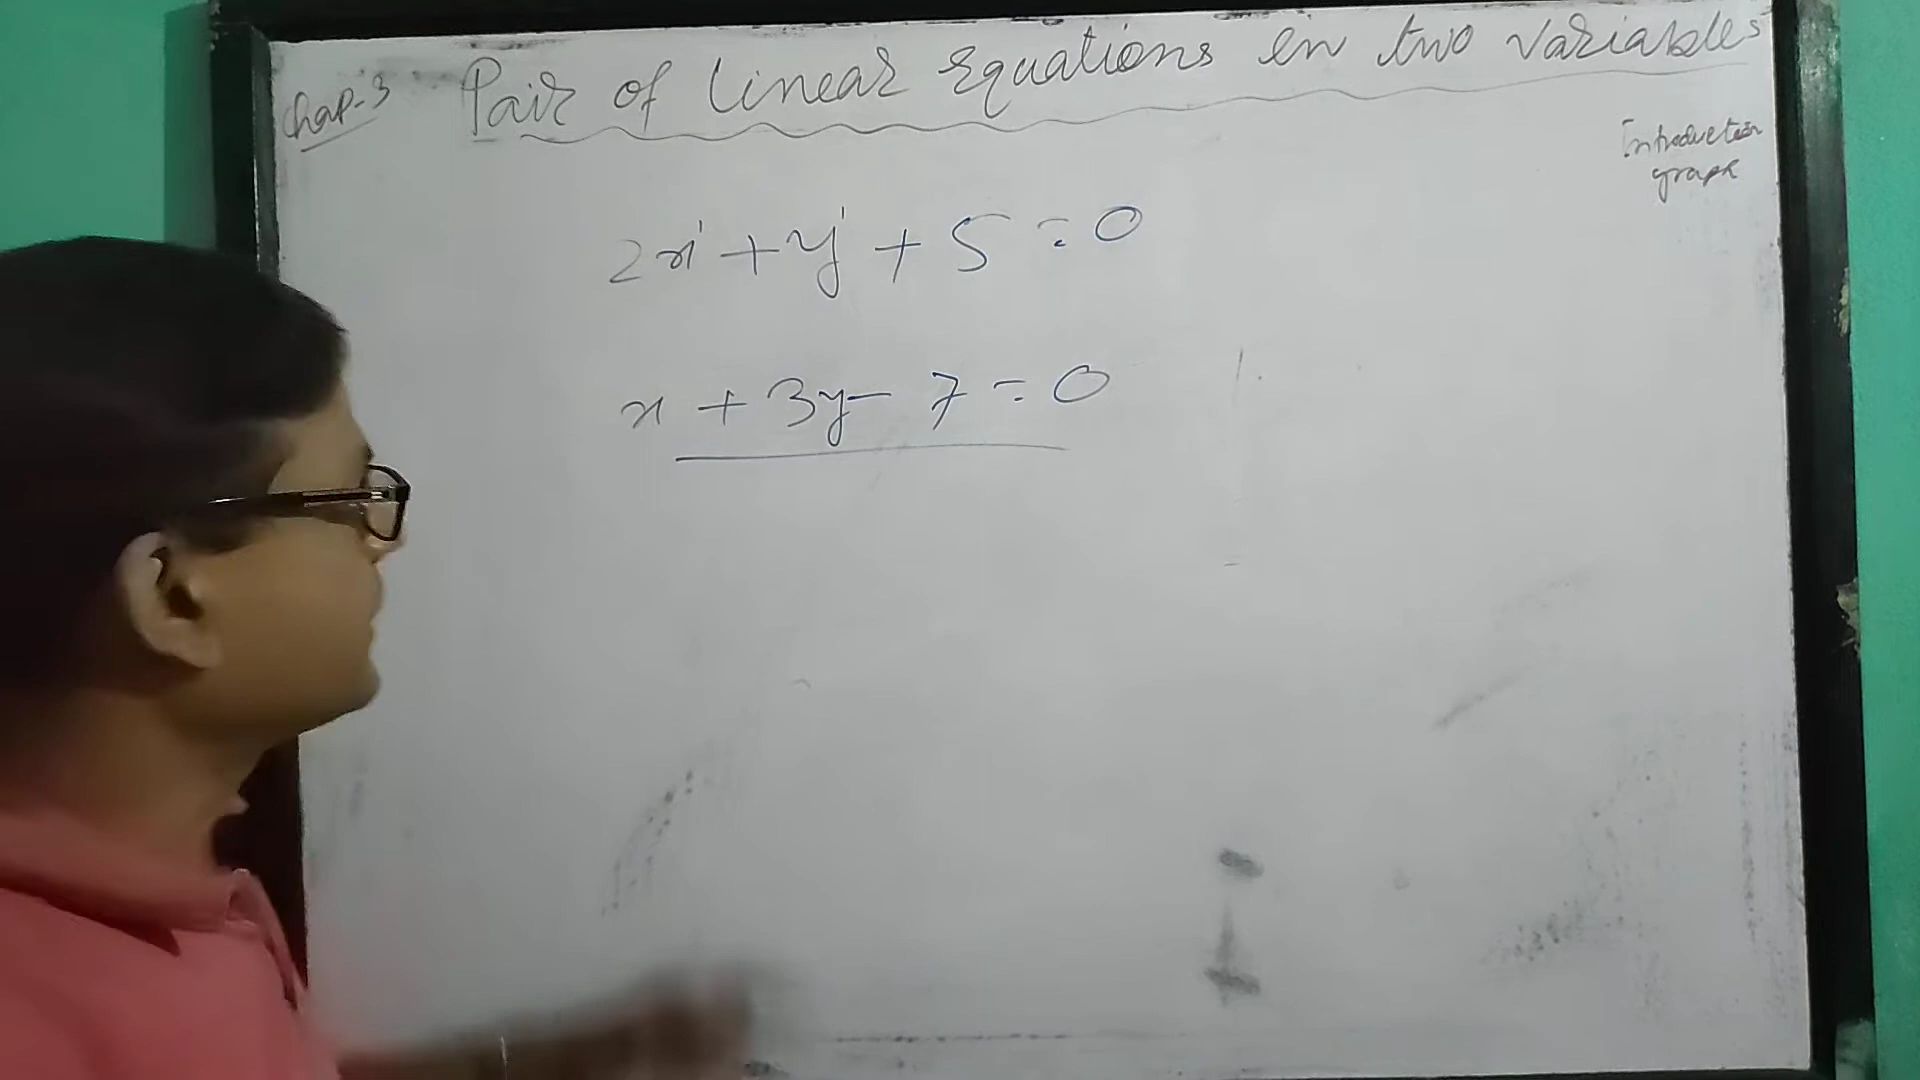 Chap-3 Pair of linear Equations in two variables
Introduction
graph
2x + y + 5 = 0
x + 3y - 7 = 0